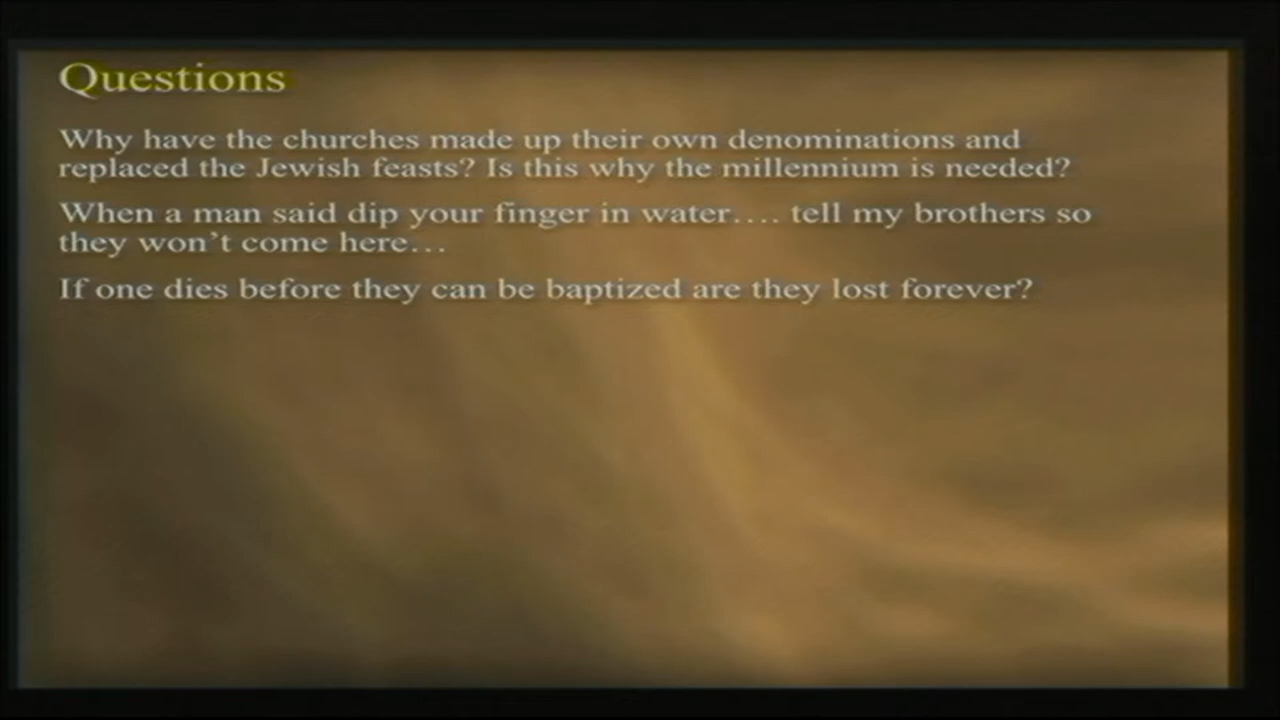 Questions
Why have the churches made up their own denominations and
replaced the Jewish feasts? Is this why the millennium is needed?
When a man said dip your finger in water…. tell my brothers so
they won’t come here…
If one dies before they can be baptized are they lost forever?